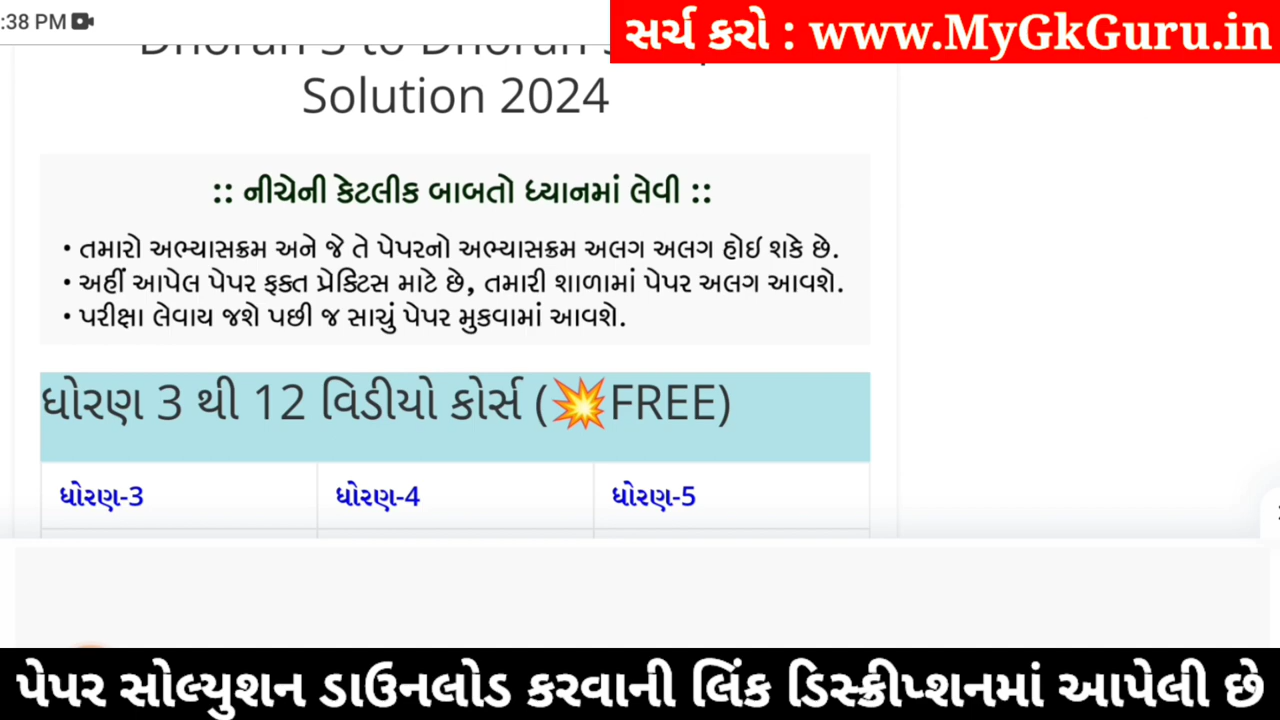 :38 PM
સર્ચ કરો : www.MyGkGuru.in
Solution 2024
:: નીચેની કેટલીક બાબતો ધ્યાનમાં લેવી ::
• તમારો અભ્યાસક્રમ અને જે તે પેપરનો અભ્યાસક્રમ અલગ અલગ હોઈ શકે છે.
• અહીં આપેલ પેપર ફક્ત પ્રેક્ટિસ માટે છે, તમારી શાળામાં પેપર અલગ આવશે.
• પરીક્ષા લેવાય જશે પછી જ સાચું પેપર મુકવામાં આવશે.
ધોરણ 3 થી 12 વિડીયો કોર્સ (💥FREE)
ધોરણ-3 ધોરણ-4 ધોરણ-5
પેપર સોલ્યુશન ડાઉનલોડ કરવાની લિંક ડિસ્ક્રીપ્શનમાં આપેલી છે